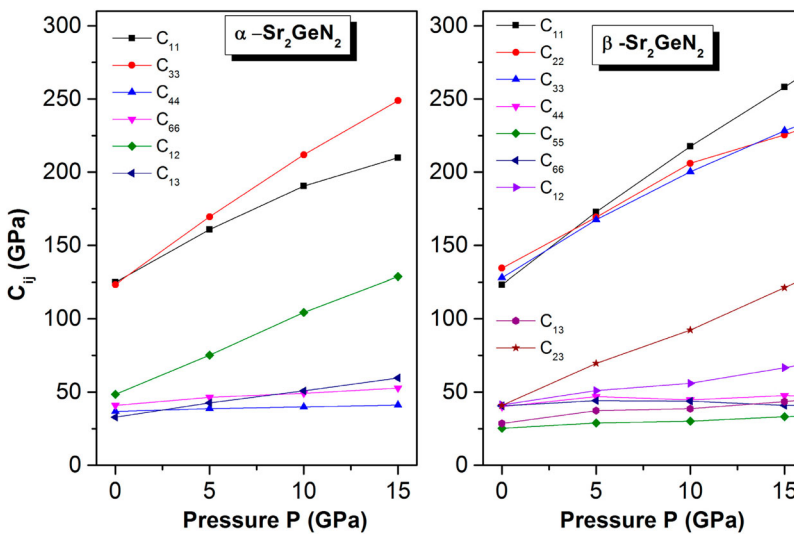 α –Sr₂GeN₂
C₁₁
C₃₃
C₄₄
C₆₆
C₁₂
C₁₃
300
250
200
150
100
50
0
C_ij (GPa)
0 5 10 15
Pressure P (GPa)
β -Sr₂GeN₂
C₁₁
C₂₂
C₃₃
C₄₄
C₅₅
C₆₆
C₁₂
C₁₃
C₂₃
300
250
200
150
100
50
0
0 5 10 15
Pressure P (GPa)